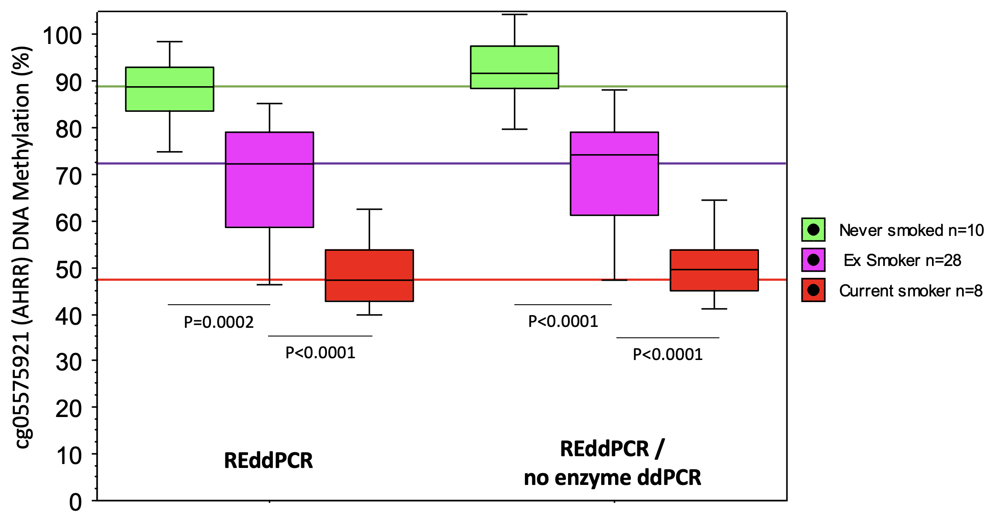 cg05575921 (AHRR) DNA Methylation (%)
100
90
80
70
60
50
40
30
20
10
0
P=0.0002
P<0.0001
P<0.0001
P<0.0001
REddPCR
REddPCR /
no enzyme ddPCR
Never smoked n=10
Ex Smoker n=28
Current smoker n=8